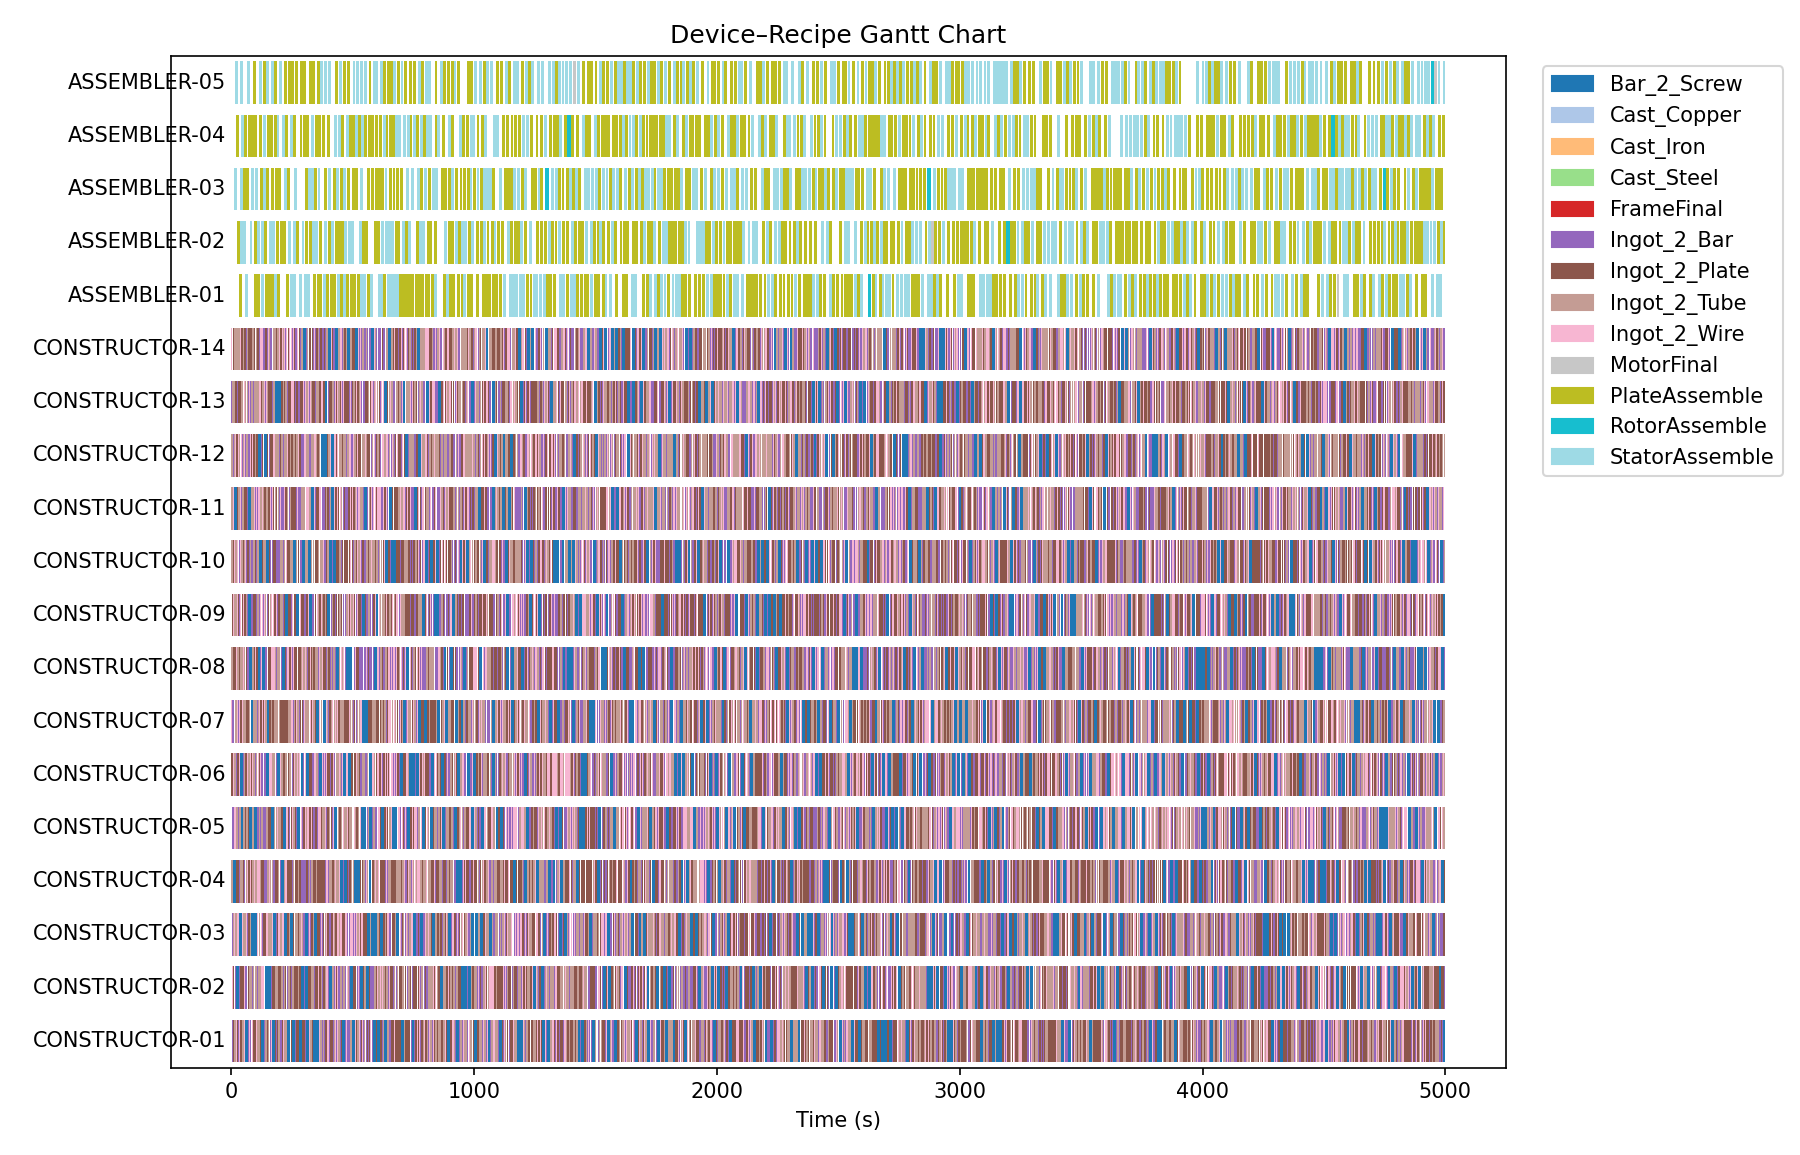 Device–Recipe Gantt Chart
ASSEMBLER-05
ASSEMBLER-04
ASSEMBLER-03
ASSEMBLER-02
ASSEMBLER-01
CONSTRUCTOR-14
CONSTRUCTOR-13
CONSTRUCTOR-12
CONSTRUCTOR-11
CONSTRUCTOR-10
CONSTRUCTOR-09
CONSTRUCTOR-08
CONSTRUCTOR-07
CONSTRUCTOR-06
CONSTRUCTOR-05
CONSTRUCTOR-04
CONSTRUCTOR-03
CONSTRUCTOR-02
CONSTRUCTOR-01
0 1000 2000 3000 4000 5000
Time (s)
Bar_2_Screw
Cast_Copper
Cast_Iron
Cast_Steel
FrameFinal
Ingot_2_Bar
Ingot_2_Plate
Ingot_2_Tube
Ingot_2_Wire
MotorFinal
PlateAssemble
RotorAssemble
StatorAssemble